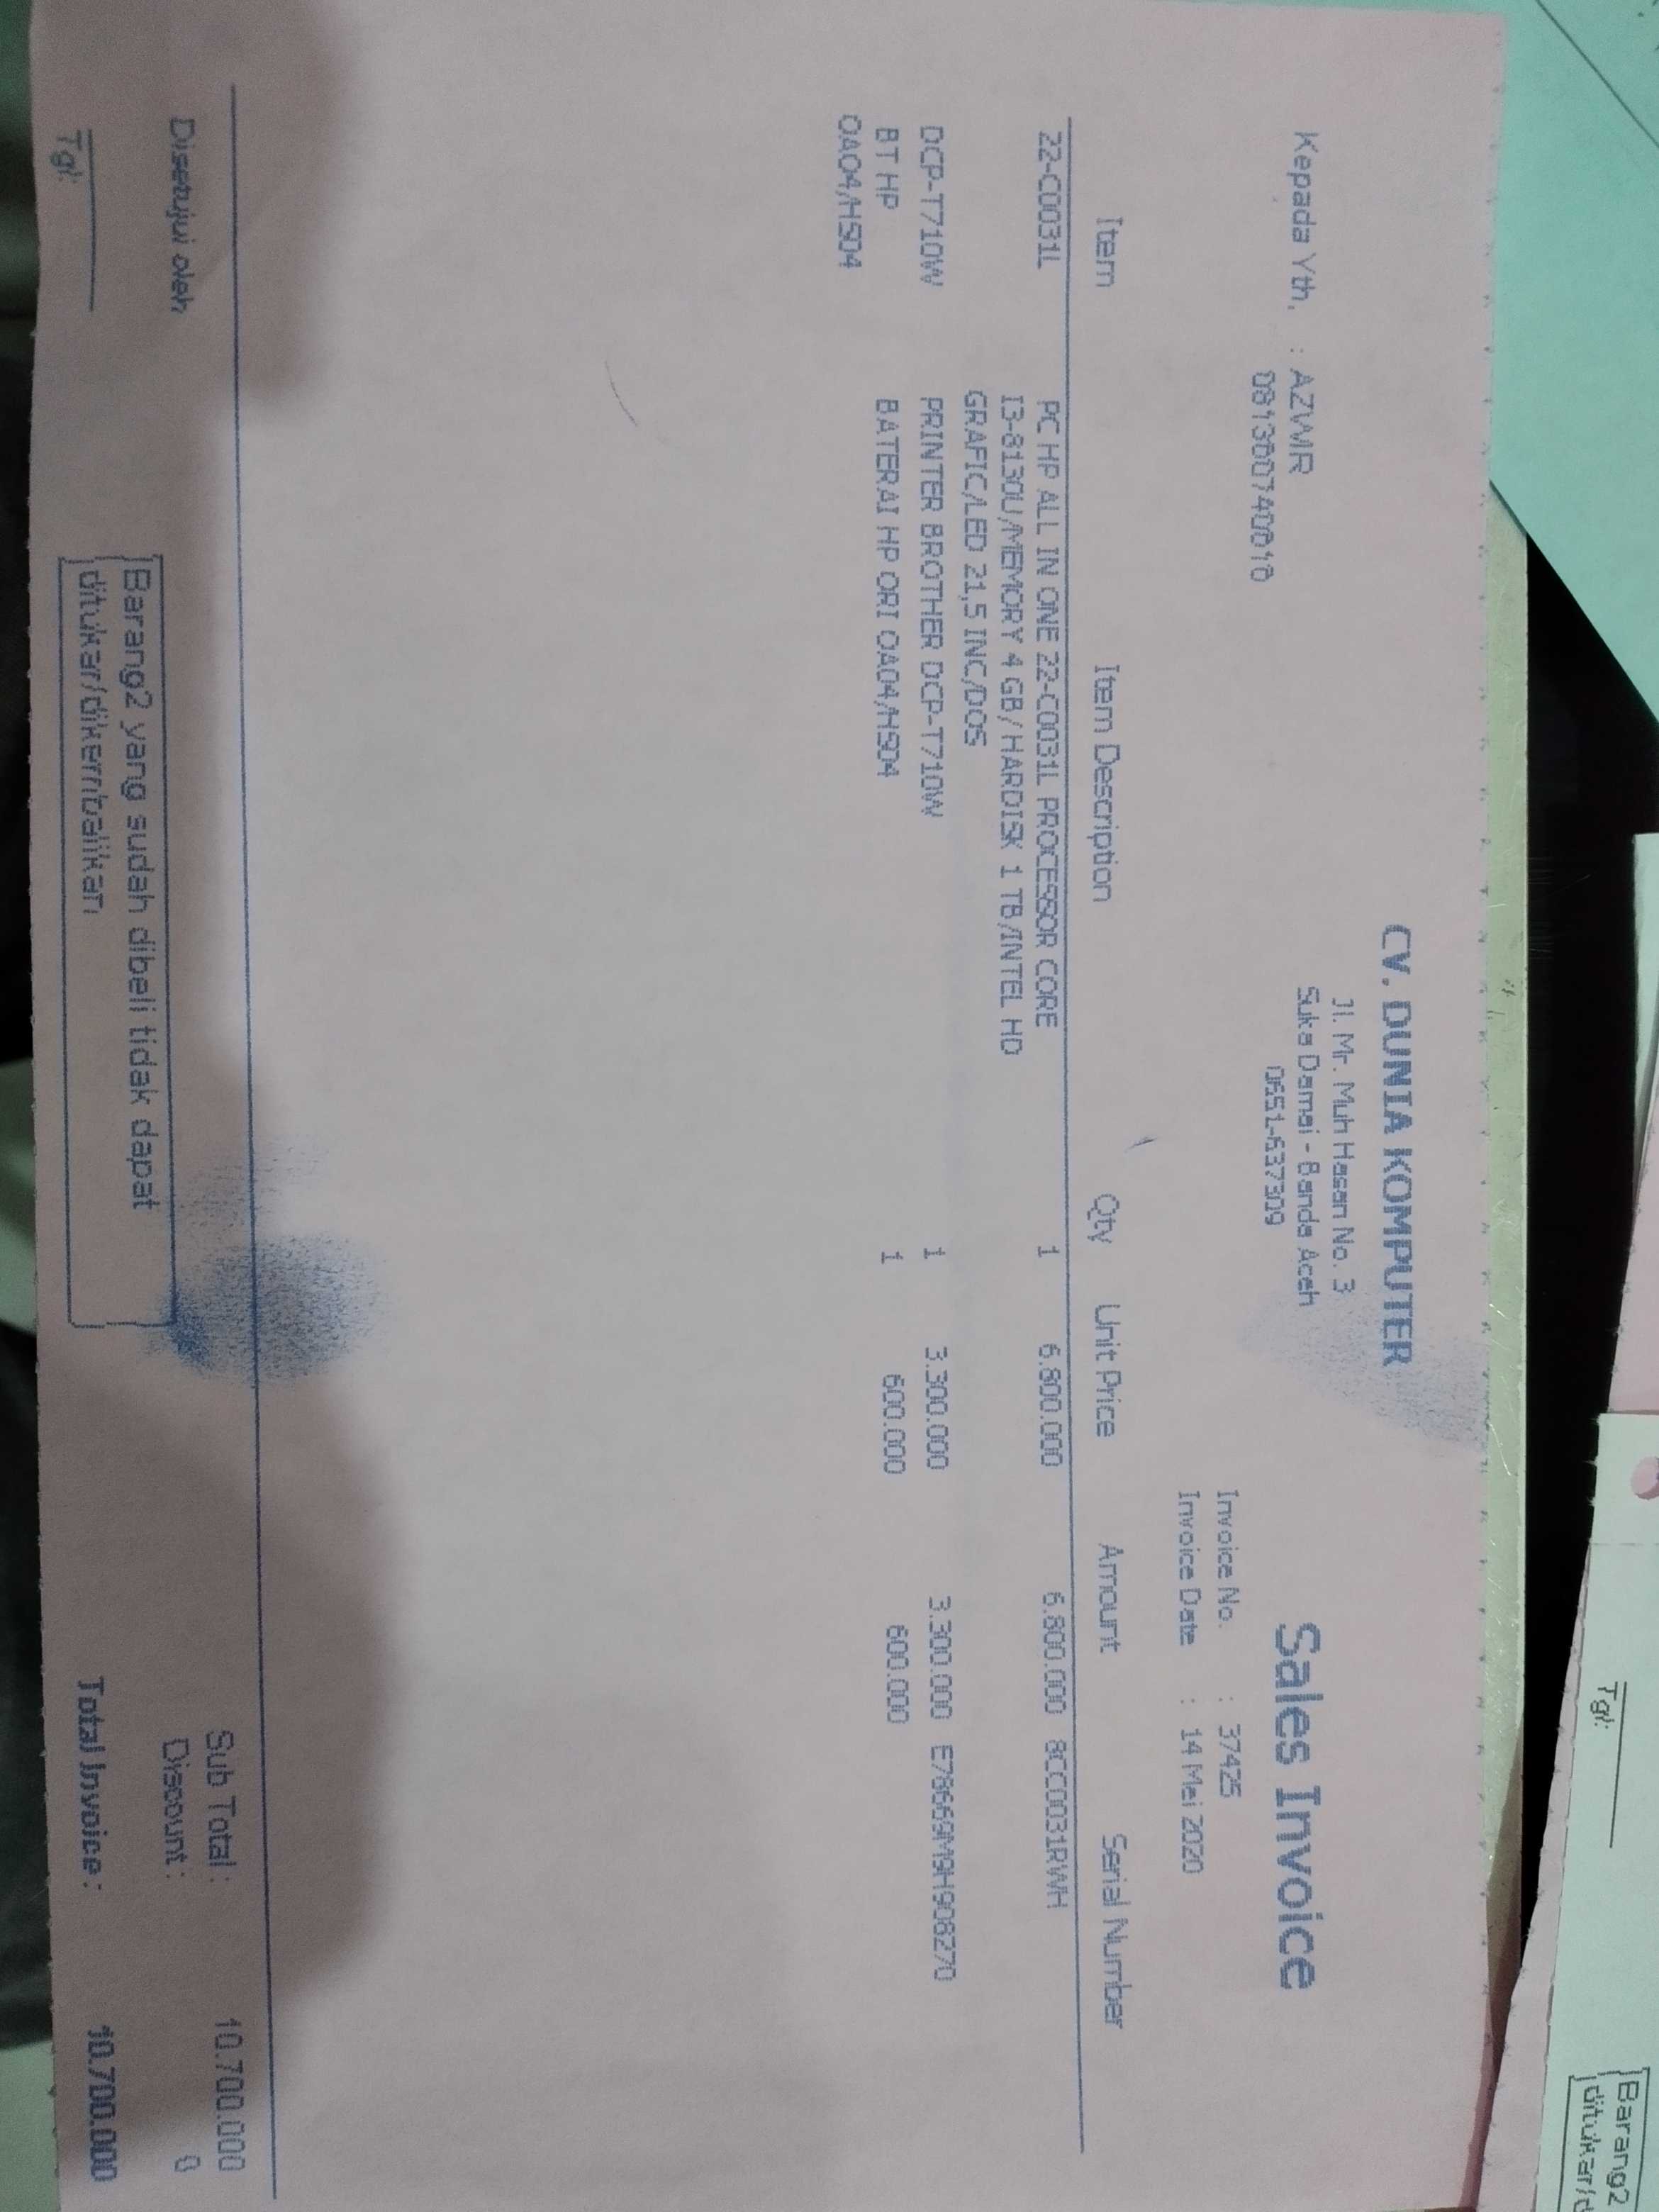 CV. DUNIA KOMPUTER
Jl. Mr. Muh Hasan No. 3
Suka Damai - Banda Aceh
0651-637309
Sales Invoice
Kepada Yth. : AZWIR
081360740010
Invoice No. : 37425
Invoice Date : 14 Mei 2020
Item Item Description Qty Unit Price Amount Serial Number
22-C0031L PC HP ALL IN ONE 22-C0031L PROCESSOR CORE 1 6.800.000 6.800.000 8CC0031RWH
I3-8130U/MEMORY 4 GB/ HARDISK 1 TB/INTEL HD
GRAFIC/LED 21,5 INC/DOS
DCP-T710W PRINTER BROTHER DCP-T710W 1 3.300.000 3.300.000 E78669M9H908270
BT HP BATERAI HP ORI OA04/HS04 1 600.000 600.000
OA04/HS04
Disetujui oleh
Tgl:
Barang2 yang sudah dibeli tidak dapat
ditukar/dikembalikan
Sub Total : 10.700.000
Discount : 0
Total Invoice : 10.700.000
Tgl:
Barang2
ditukar/d